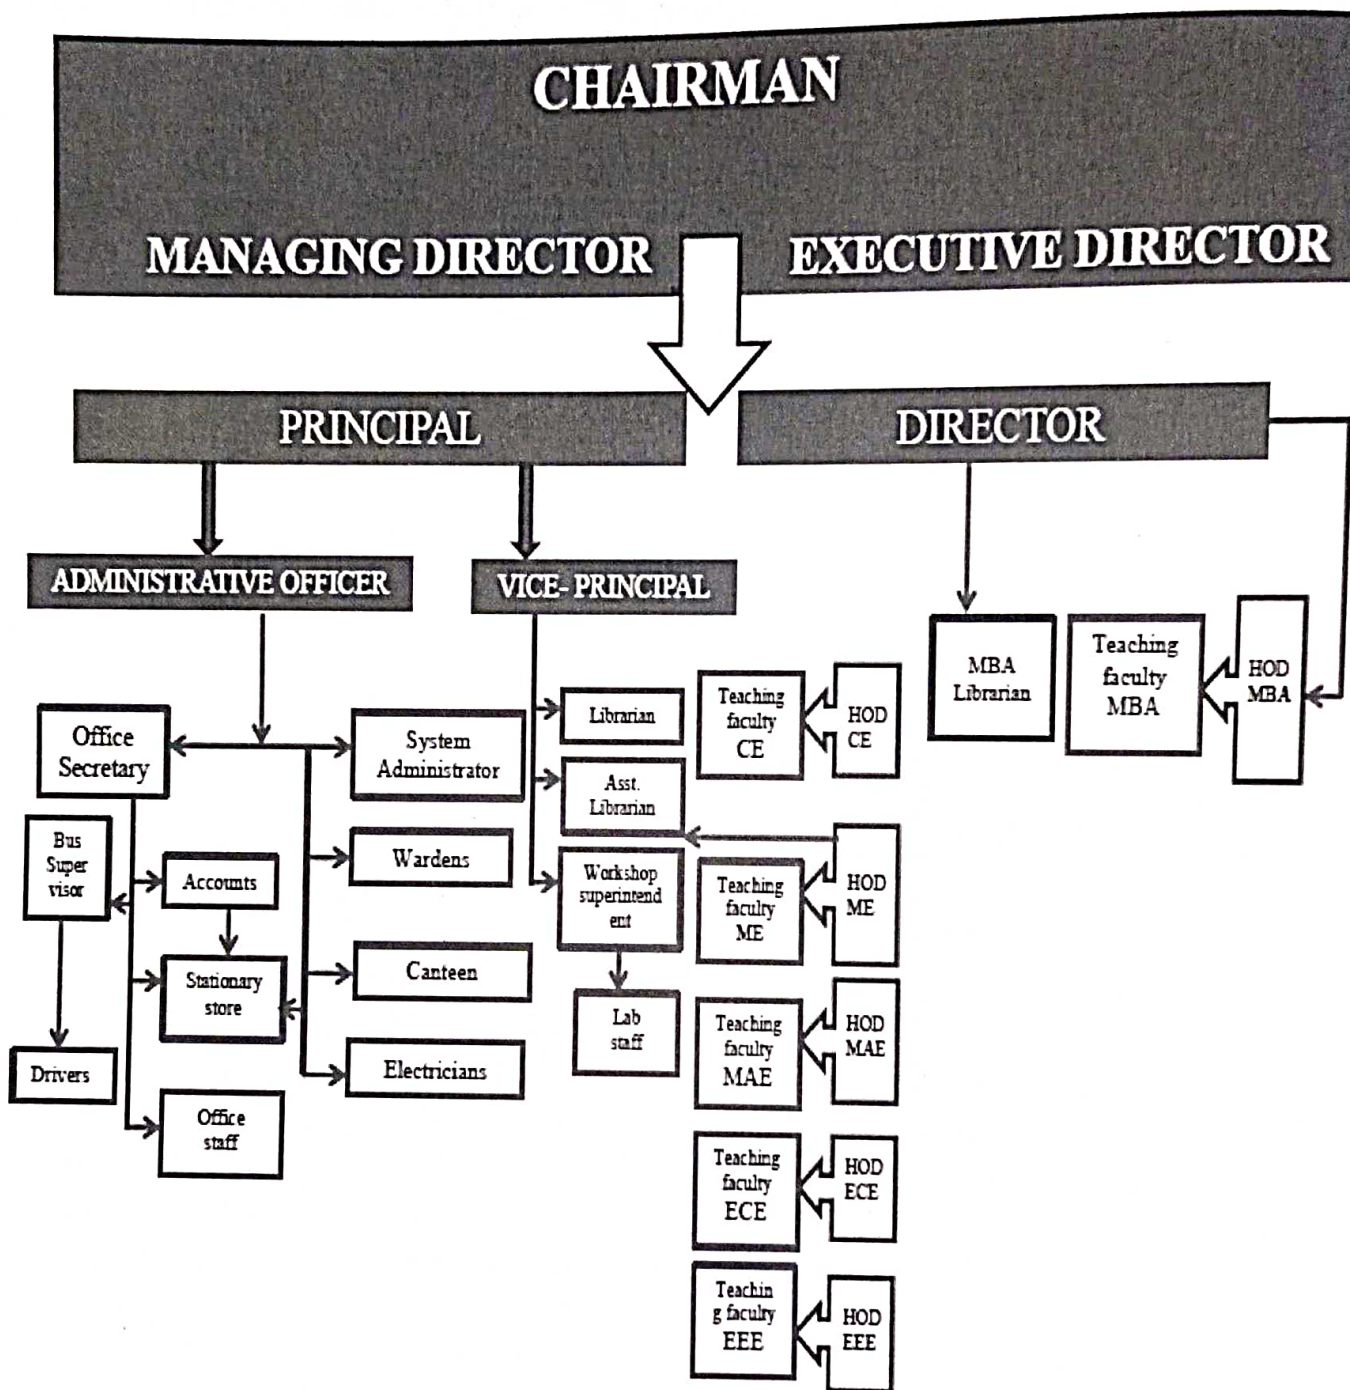 CHAIRMAN
MANAGING DIRECTOR
EXECUTIVE DIRECTOR
PRINCIPAL
DIRECTOR
ADMINISTRATIVE OFFICER
VICE- PRINCIPAL
MBA
Librarian
Teaching
faculty
MBA
HOD
MBA
Office
Secretary
System
Administrator
Librarian
Teaching
faculty
CE
HOD
CE
Asst.
Librarian
Bus
Super
visor
Accounts
Wardens
Workshop
superintend
ent
Teaching
faculty
ME
HOD
ME
Stationary
store
Canteen
Lab
staff
Teaching
faculty
MAE
HOD
MAE
Drivers
Electricians
Office
staff
Teaching
faculty
ECE
HOD
ECE
Teachin
g faculty
EEE
HOD
EEE